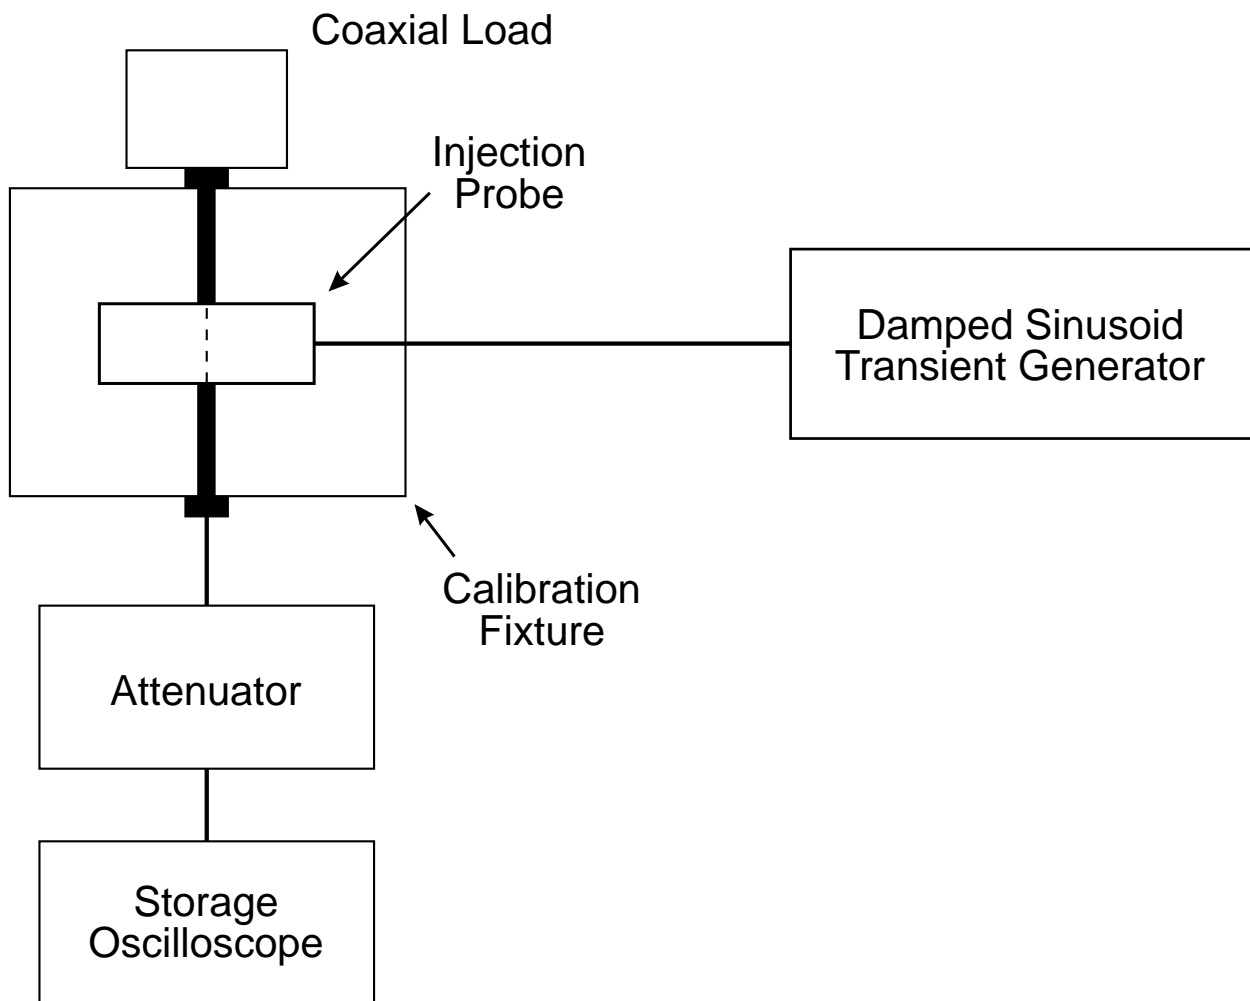 Coaxial Load
Injection
Probe
Damped Sinusoid
Transient Generator
Calibration
Fixture
Attenuator
Storage
Oscilloscope